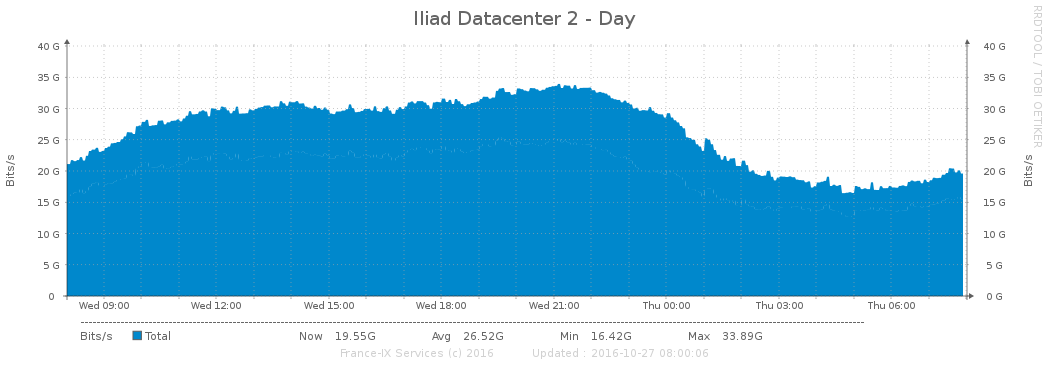 Iliad Datacenter 2 - Day
RRDTOOL / TOBI OETIKER
Bits/s
Bits/s
40 G 40 G
35 G 35 G
30 G 30 G
25 G 25 G
20 G 20 G
15 G 15 G
10 G 10 G
5 G 5 G
0 0 G
Wed 09:00 Wed 12:00 Wed 15:00 Wed 18:00 Wed 21:00 Thu 00:00 Thu 03:00 Thu 06:00
Bits/s Total Now 19.55G Avg 26.52G Min 16.42G Max 33.89G
France-IX Services (c) 2016 Updated : 2016-10-27 08:00:06